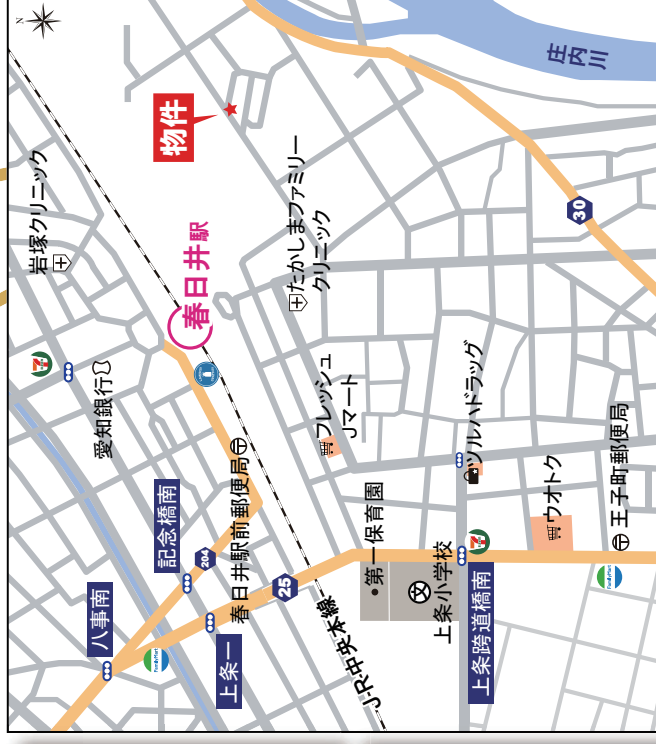 N
庄内川
物件
岩塚クリニック
たかしまファミリー
クリニック
30
春日井駅
愛知銀行
フレッシュ
Jマート
ツルハドラッグ
王子町郵便局
春日井駅前郵便局
記念橋南
204
第一保育園
ウオトク
八事南
25
上条小学校
文
FamilyMart
上条一
JR中央本線
上条跨道橋南
FamilyMart